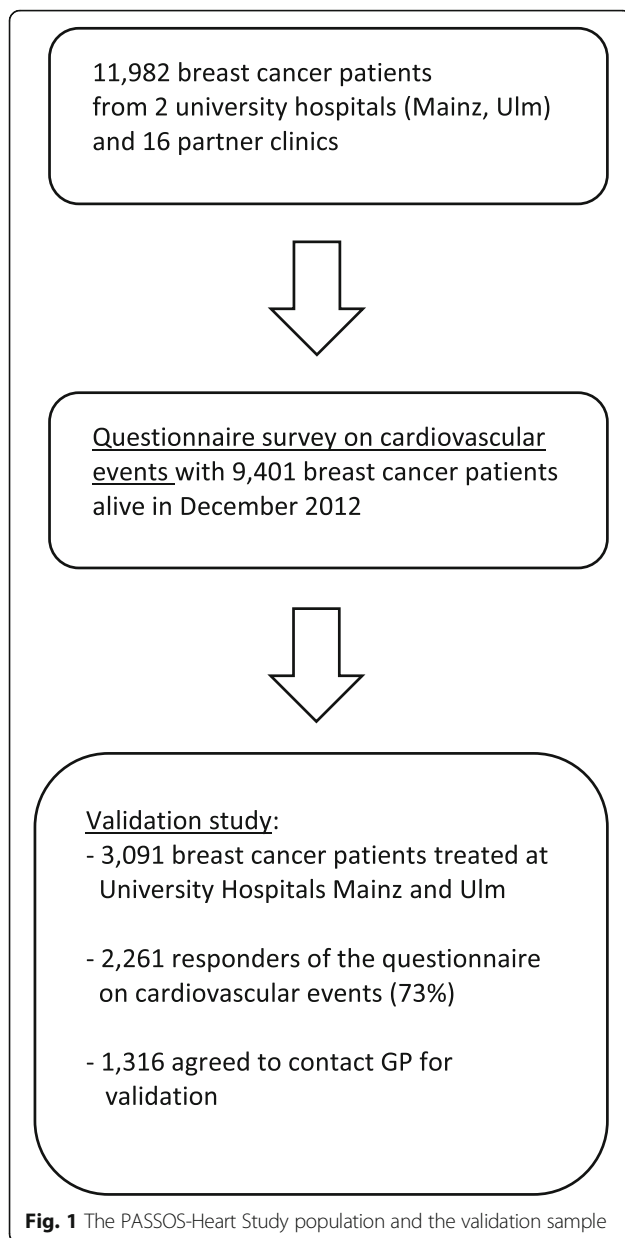 11,982 breast cancer patients
from 2 university hospitals (Mainz, Ulm)
and 16 partner clinics
Questionnaire survey on cardiovascular
events with 9,401 breast cancer patients
alive in December 2012
Validation study:
- 3,091 breast cancer patients treated at
University Hospitals Mainz and Ulm
- 2,261 responders of the questionnaire
on cardiovascular events (73%)
- 1,316 agreed to contact GP for
validation
Fig. 1 The PASSOS-Heart Study population and the validation sample